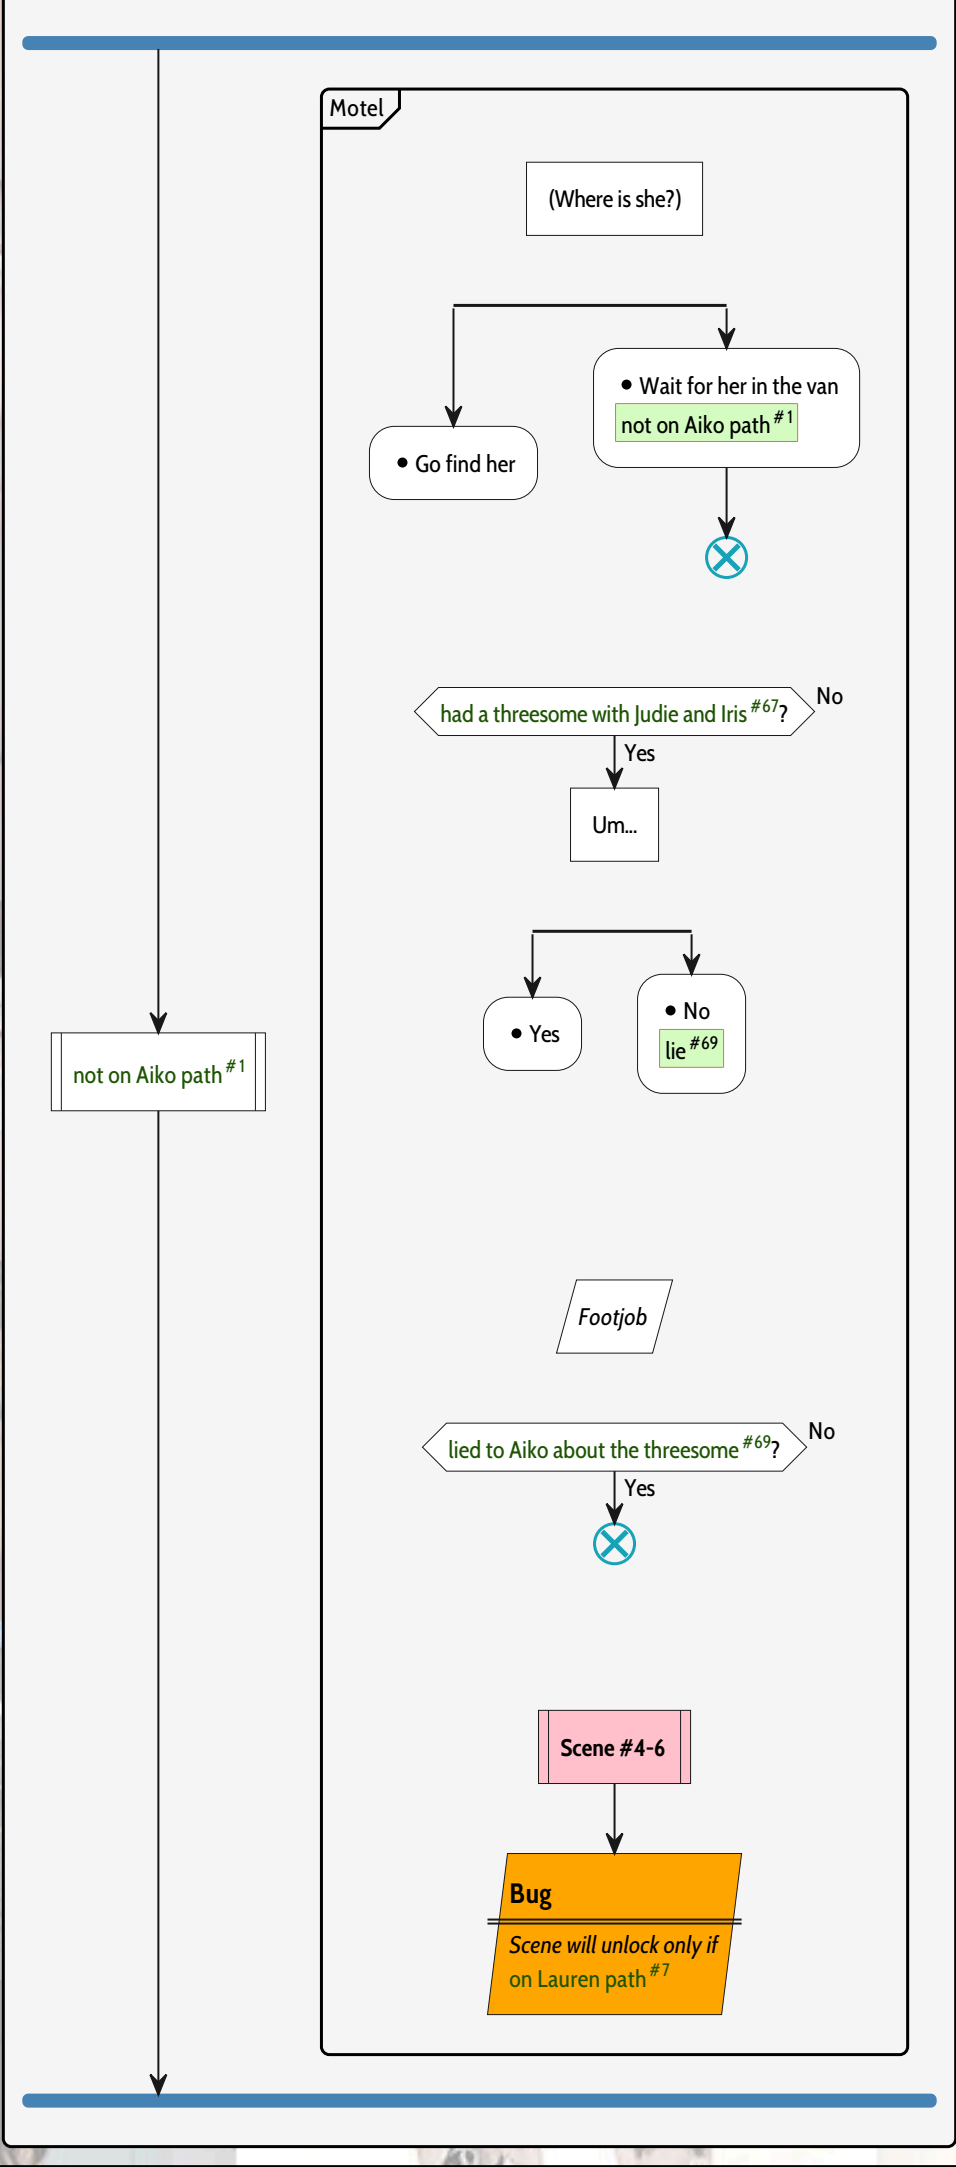 Motel
(Where is she?)
• Wait for her in the van
not on Aiko path #1
• Go find her
had a threesome with Judie and Iris #67?
No
Yes
Um...
• Yes
• No
lie #69
not on Aiko path #1
Footjob
lied to Aiko about the threesome #69?
No
Yes
Scene #4-6
Bug
Scene will unlock only if
on Lauren path #7